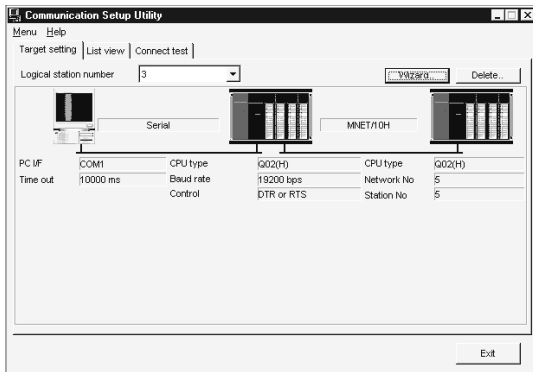 Communication Setup Utility
Menu Help
Target setting List view Connect test
Logical station number 3 Wizard... Delete..
Serial MNET/10H
PC I/F COM1 CPU type Q02(H) CPU type Q02(H)
Time out 10000 ms Baud rate 19200 bps Network No 5
Control DTR or RTS Station No 5
Exit